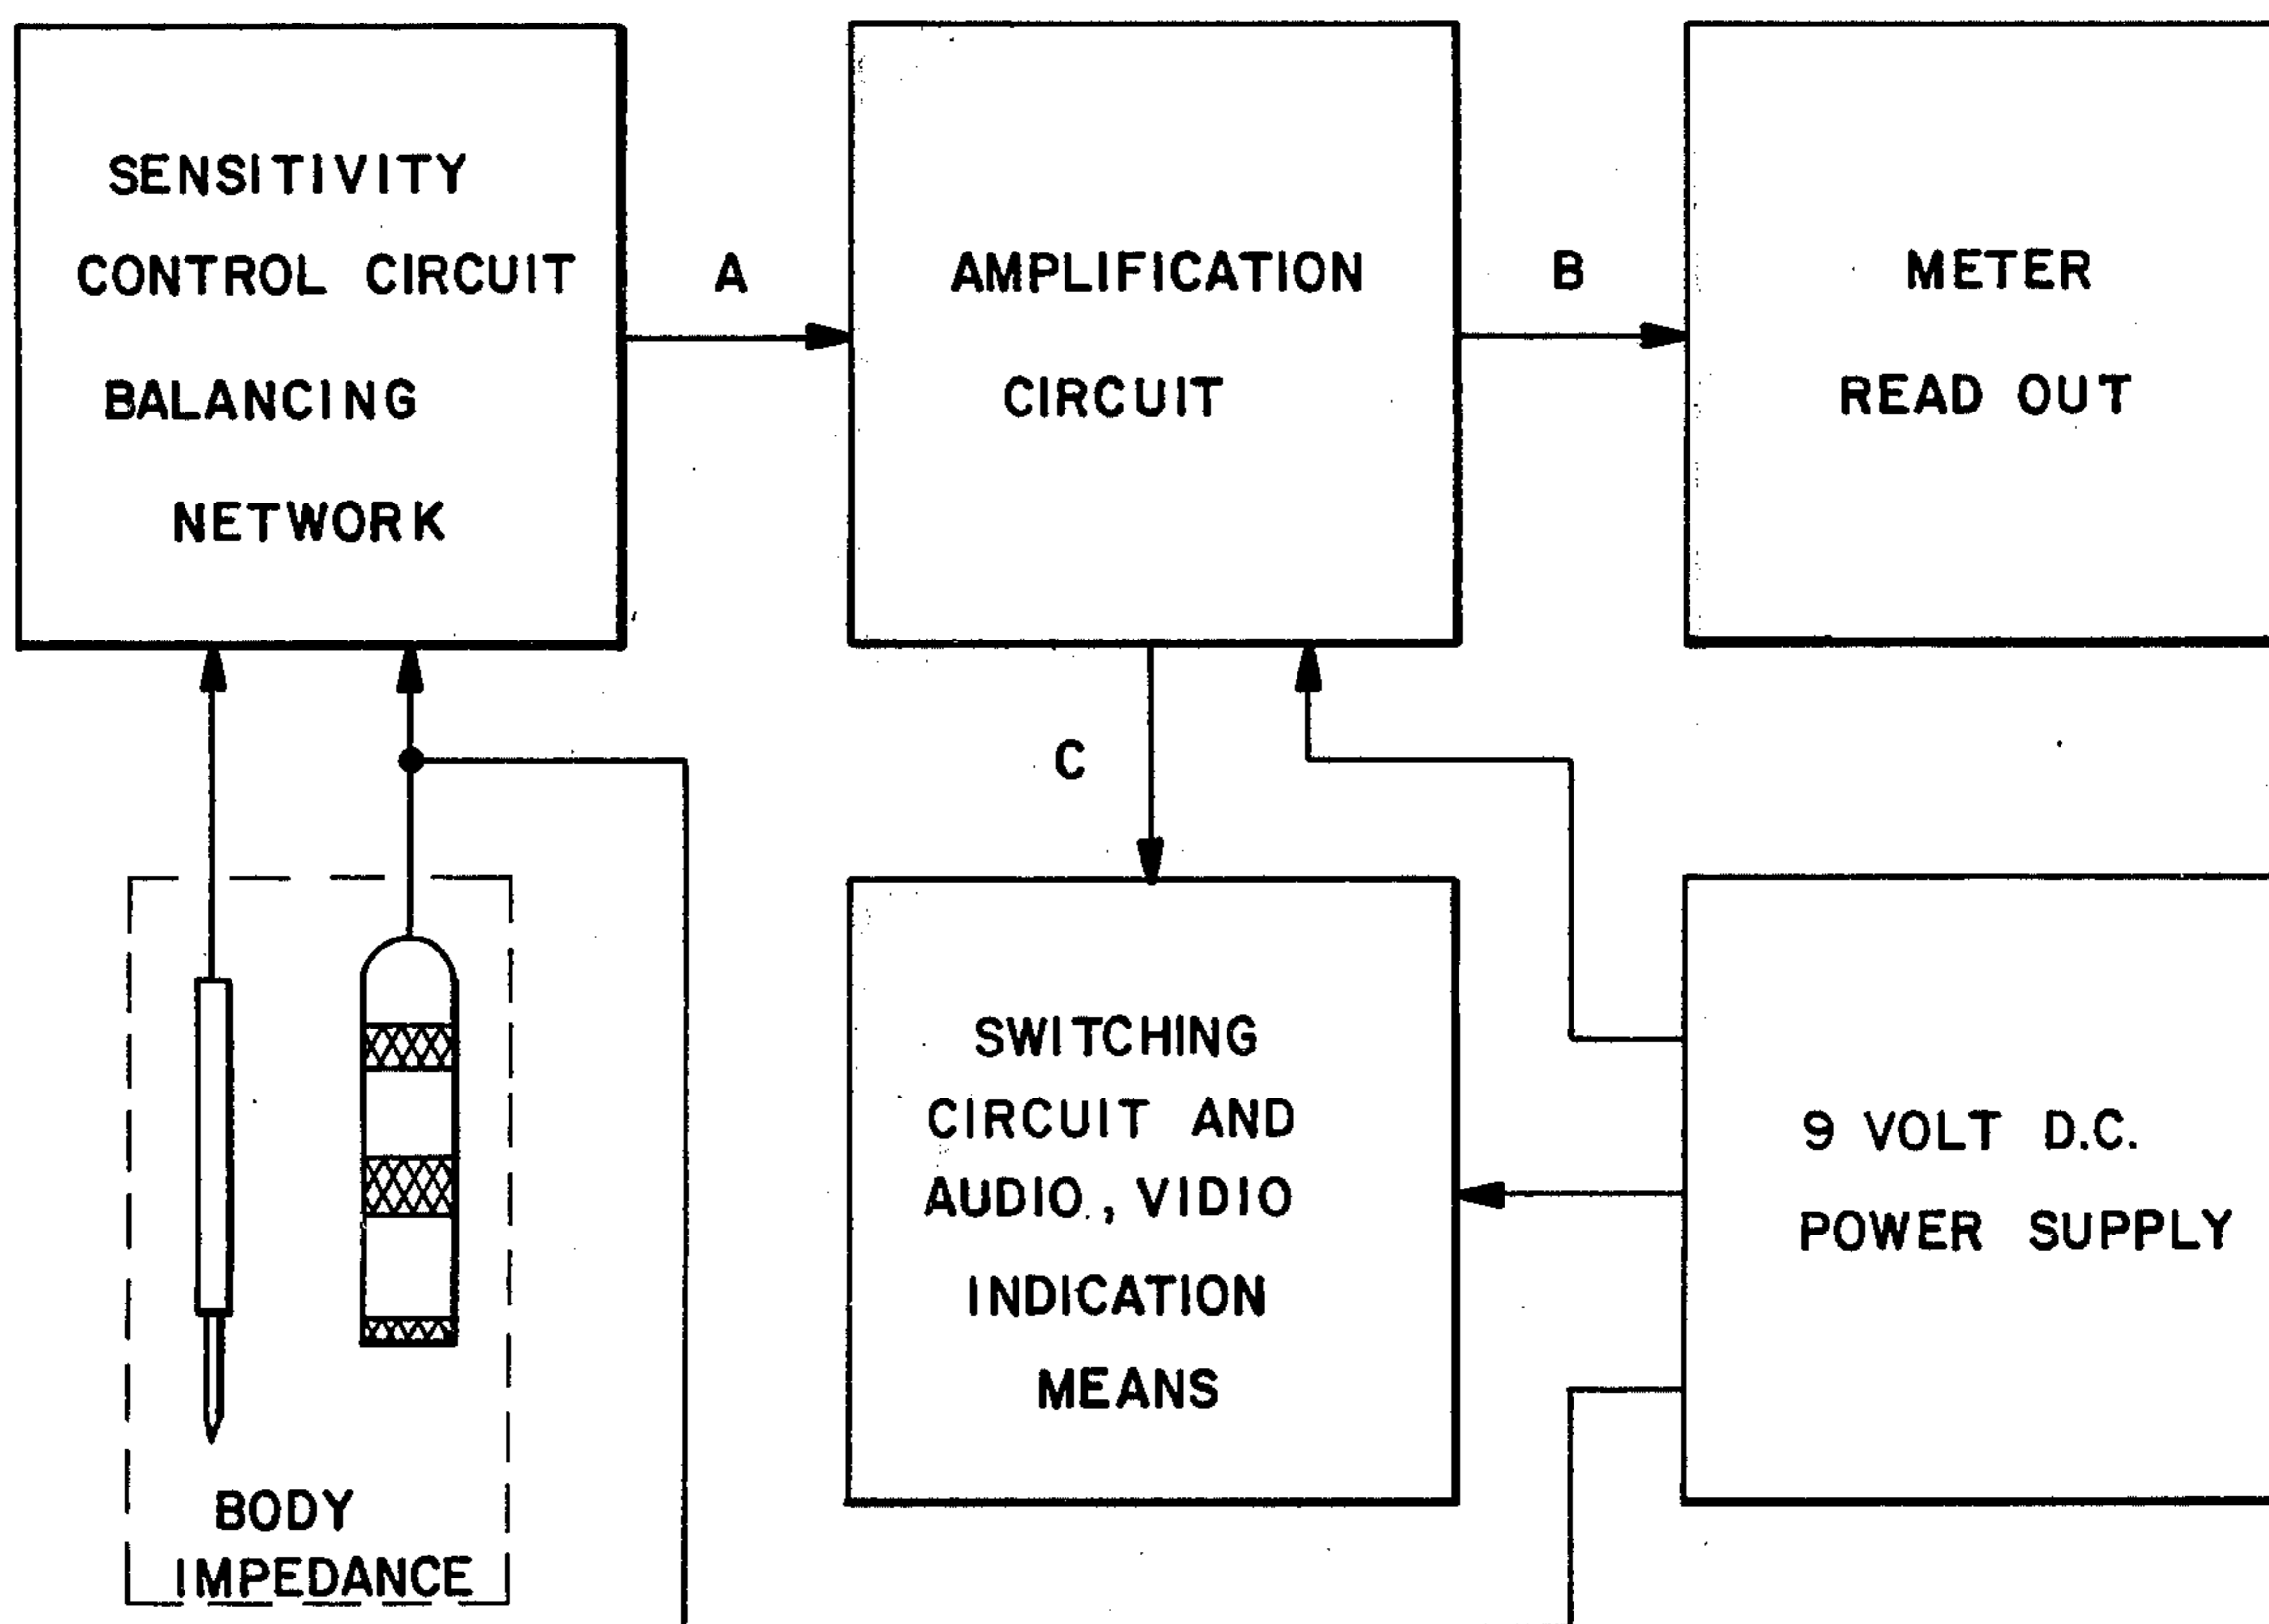 SENSITIVITY
CONTROL CIRCUIT
BALANCING
NETWORK
A
AMPLIFICATION
CIRCUIT
B
METER
READ OUT
C
BODY
IMPEDANCE
SWITCHING
CIRCUIT AND
AUDIO, VIDIO
INDICATION
MEANS
9 VOLT D.C.
POWER SUPPLY